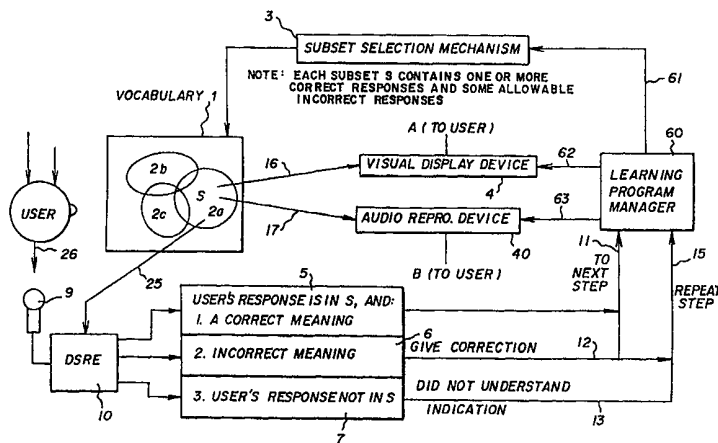 3
SUBSET SELECTION MECHANISM
NOTE: EACH SUBSET S CONTAINS ONE OR MORE
CORRECT RESPONSES AND SOME ALLOWABLE
INCORRECT RESPONSES
61
VOCABULARY 1
A (TO USER)
60
2b
S
2c
2a
16
17
VISUAL DISPLAY DEVICE
4
62
LEARNING
PROGRAM
MANAGER
AUDIO REPRO. DEVICE
40
63
USER
26
25
B (TO USER)
11
TO
NEXT
STEP
15
REPEAT
STEP
9
5
USER'S RESPONSE IS IN S, AND:
1. A CORRECT MEANING
6
2. INCORRECT MEANING
GIVE CORRECTION
12
DSRE
10
3. USER'S RESPONSE NOT IN S
7
DID NOT UNDERSTAND
INDICATION
13